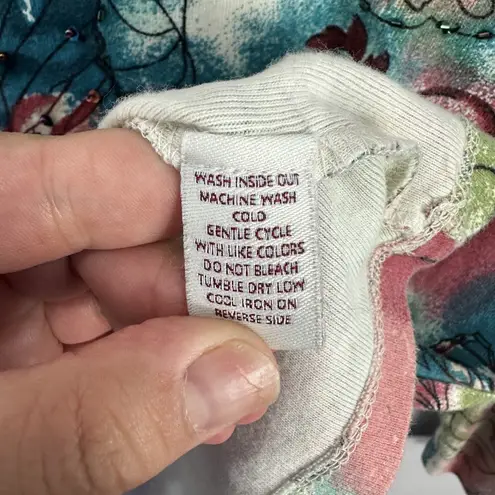 WASH INSIDE OUT
MACHINE WASH
COLD
GENTLE CYCLE
WITH LIKE COLORS
DO NOT BLEACH
TUMBLE DRY LOW
COOL IRON ON
REVERSE SIDE